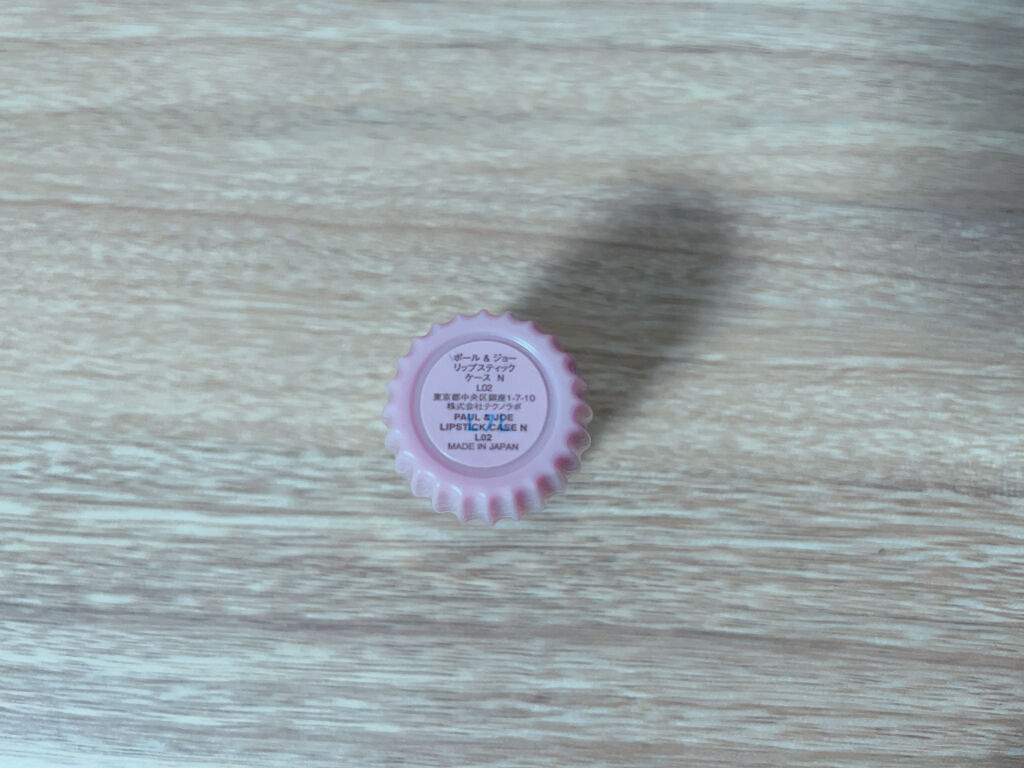 ポール & ジョー
リップスティック
ケース N
L02
東京都中央区銀座1-7-10
株式会社テクノラボ
PAUL & JOE
LIPSTICK CASE N
L02
MADE IN JAPAN